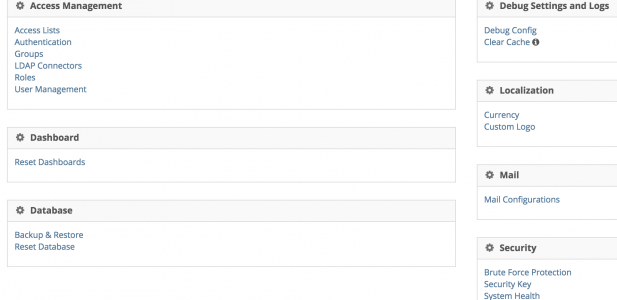 Access Management
Access Lists
Authentication
Groups
LDAP Connectors
Roles
User Management
Dashboard
Reset Dashboards
Database
Backup & Restore
Reset Database
Debug Settings and Logs
Debug Config
Clear Cache
Localization
Currency
Custom Logo
Mail
Mail Configurations
Security
Brute Force Protection
Security Key
System Health